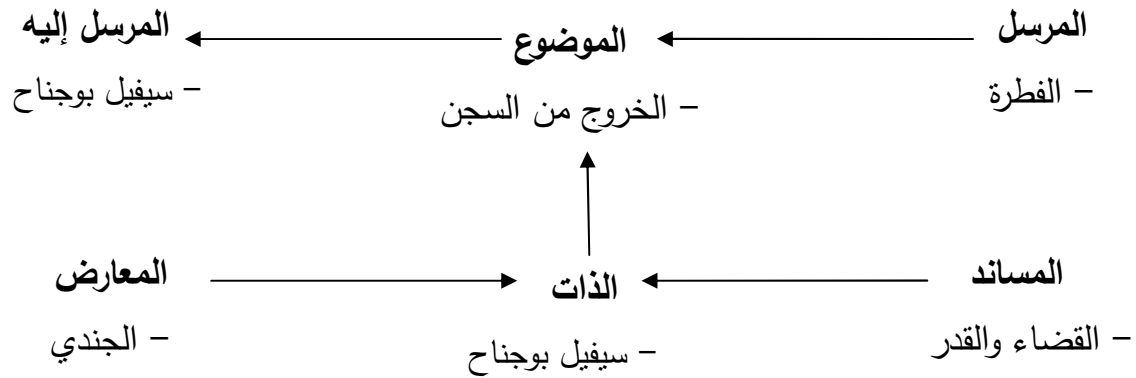 المرسل
الموضوع
المرسل إليه
– الفطرة
– الخروج من السجن
– سيفيل بوجناح
المساند
الذات
المعارض
– القضاء والقدر
– سيفيل بوجناح
– الجندي